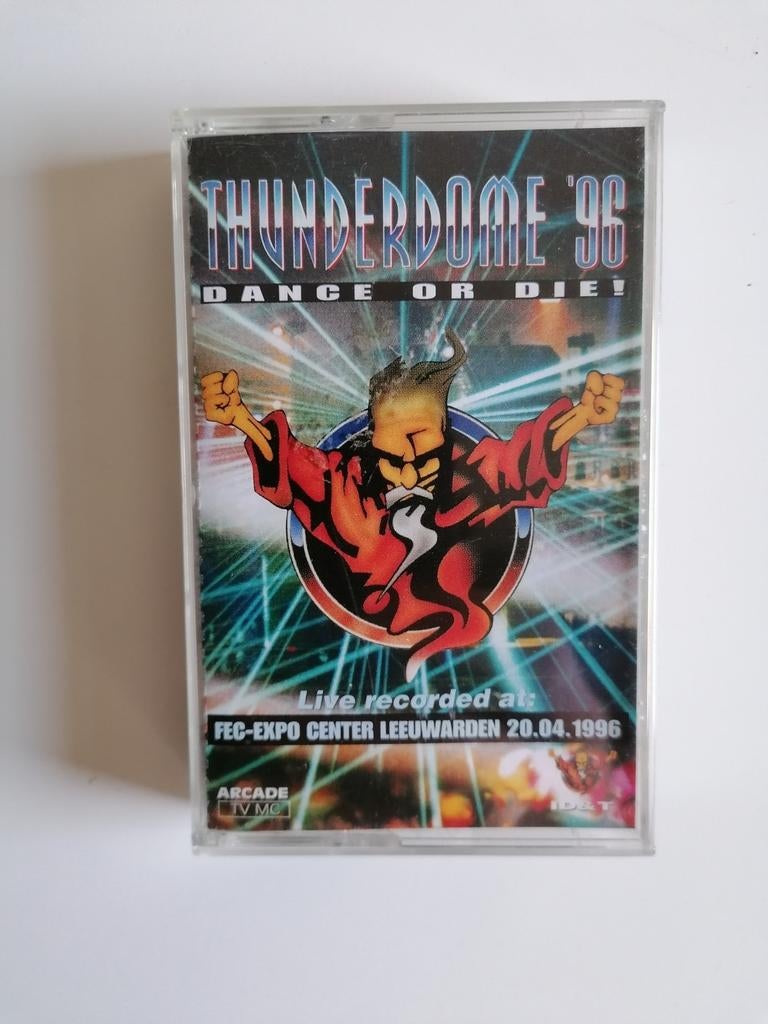 THUNDERDOME '96
DANCE OR DIE!
Live recorded at:
FEC-EXPO CENTER LEEUWARDEN 20.04.1996
ARCADE
TV MC
ID&T